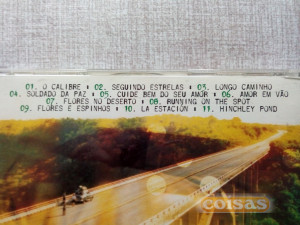 01. O CALIBRE • 02. SEGUINDO ESTRELAS • 03. LONGO CAMINHO
04. SOLDADO DA PAZ • 05. CUIDE BEM DO SEU AMOR • 06. AMOR EM VÃO
07. FLORES NO DESERTO • 08. RUNNING ON THE SPOT
09. FLORES E ESPINHOS • 10. LA ESTACIÓN • 11. HINCHLEY POND
COISAS